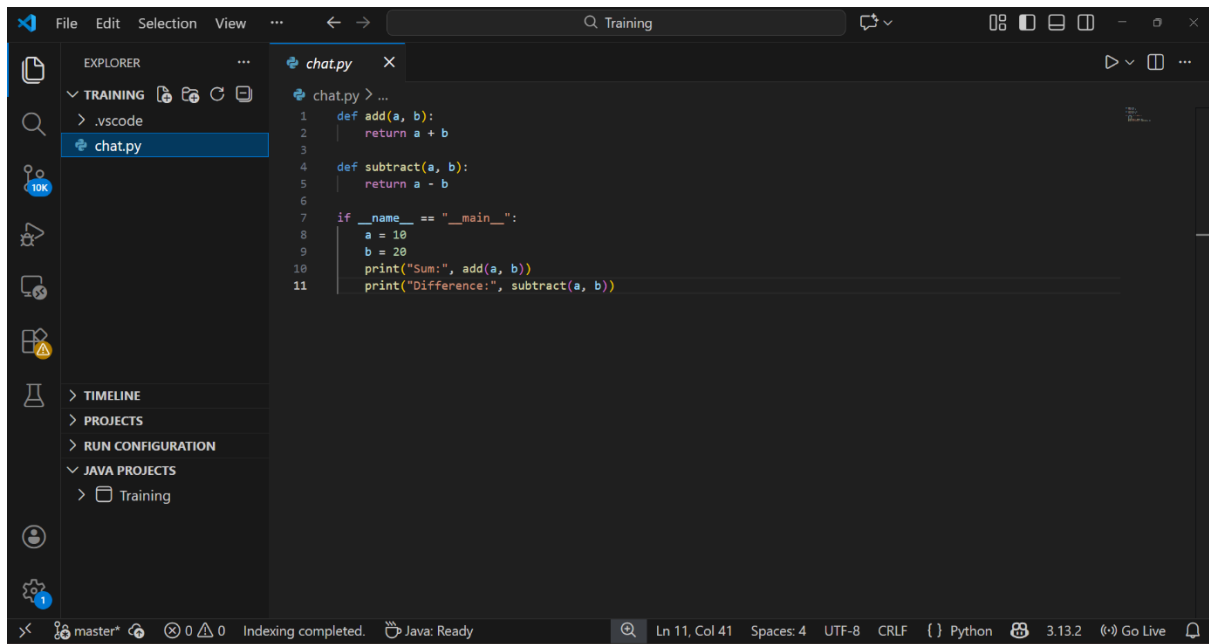 File Edit Selection View ··· Training
EXPLORER ···
TRAINING
.vscode
chat.py
TIMELINE
PROJECTS
RUN CONFIGURATION
JAVA PROJECTS
Training
chat.py
chat.py > ...
1 def add(a, b):
2     return a + b
3
4 def subtract(a, b):
5     return a - b
6
7 if __name__ == "__main__":
8     a = 10
9     b = 20
10     print("Sum:", add(a, b))
11     print("Difference:", subtract(a, b))
10K
1
master* 0 0 Indexing completed. Java: Ready Ln 11, Col 41 Spaces: 4 UTF-8 CRLF { } Python 3.13.2 Go Live